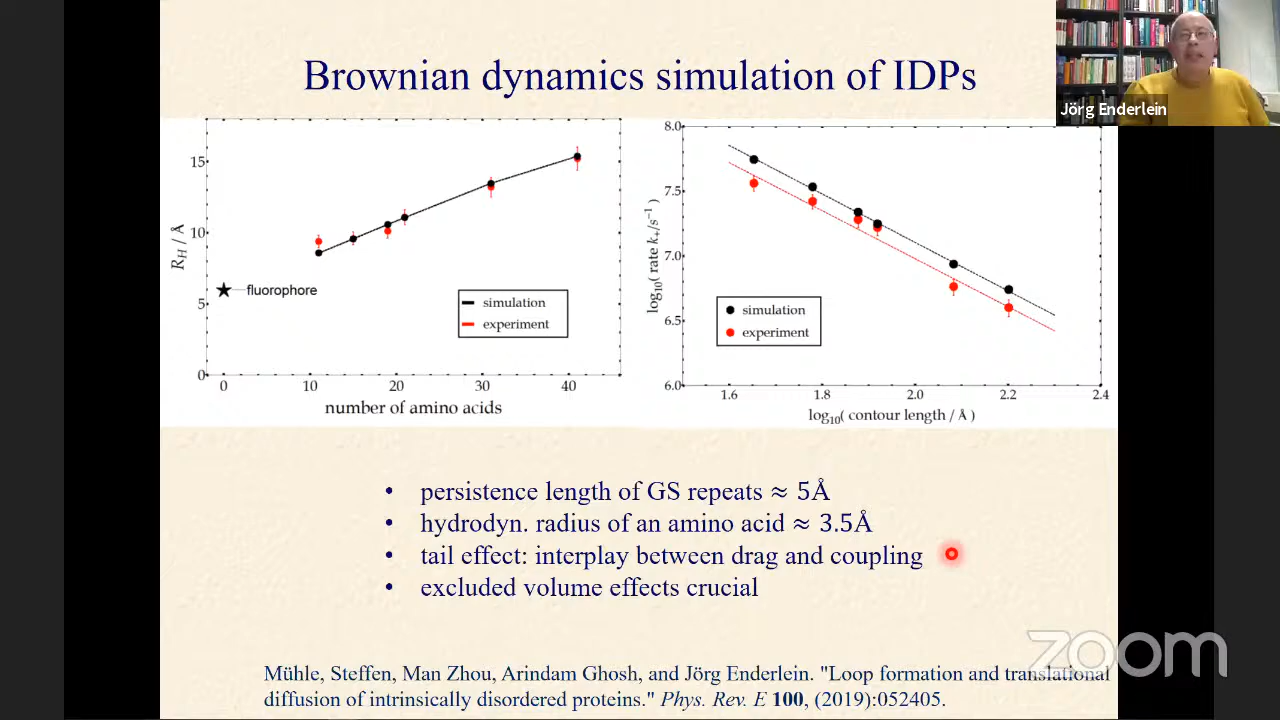 Brownian dynamics simulation of IDPs
Jörg Enderlein
15
10
5
0
R_H / Å
fluorophore
simulation
experiment
0 10 20 30 40
number of amino acids
8.0
7.5
7.0
6.5
6.0
log₁₀( rate k₊/s⁻¹ )
simulation
experiment
1.6 1.8 2.0 2.2 2.4
log₁₀( contour length / Å )
• persistence length of GS repeats ≈ 5Å
• hydrodyn. radius of an amino acid ≈ 3.5Å
• tail effect: interplay between drag and coupling
• excluded volume effects crucial
zoom
Mühle, Steffen, Man Zhou, Arindam Ghosh, and Jörg Enderlein. "Loop formation and translational
diffusion of intrinsically disordered proteins." Phys. Rev. E 100, (2019):052405.